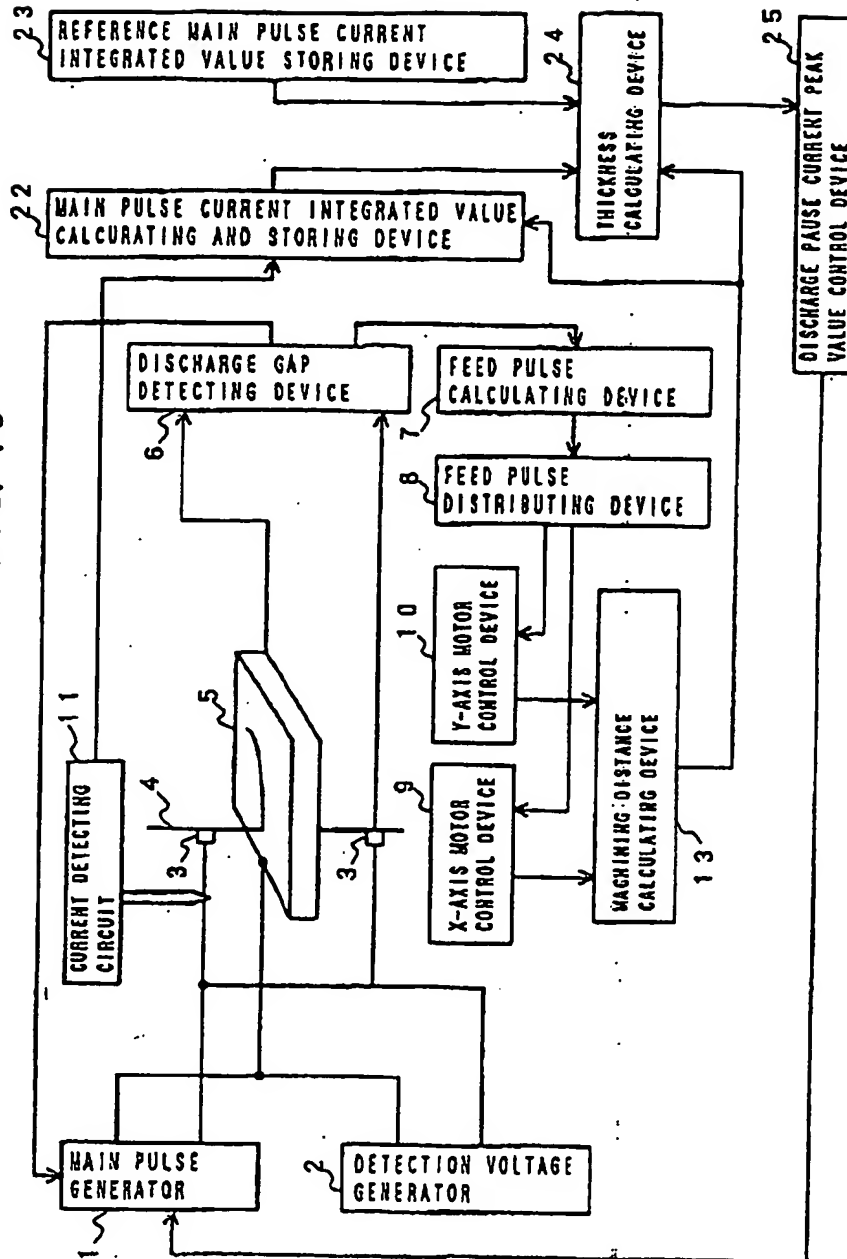 23
REFERENCE MAIN PULSE CURRENT
INTEGRATED VALUE STORING DEVICE
24
THICKNESS
CALCULATING DEVICE
25
DISCHARGE PAUSE CURRENT PEAK
VALUE CONTROL DEVICE
22
MAIN PULSE CURRENT INTEGRATED VALUE
CALCURATING AND STORING DEVICE
DISCHARGE GAP
DETECTING DEVICE
6
FEED PULSE
CALCULATING DEVICE
7
8
FEED PULSE
DISTRIBUTING DEVICE
11
CURRENT DETECTING
CIRCUIT
4
3
5
3
10
Y-AXIS MOTOR
CONTROL DEVICE
9
X-AXIS MOTOR
CONTROL DEVICE
MACHINING DISTANCE
CALCULATING DEVICE
13
MAIN PULSE
GENERATOR
1
2
DETECTION VOLTAGE
GENERATOR